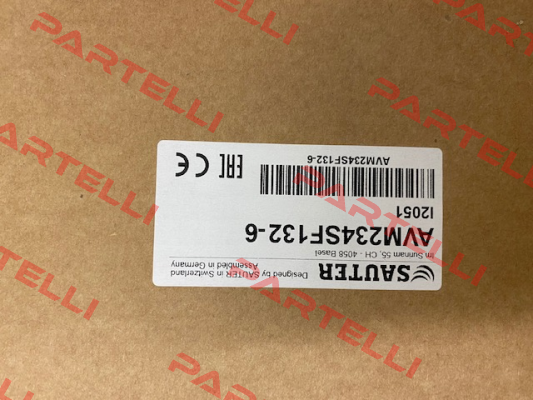 SAUTER
Designed by SAUTER in Switzerland
Assembled in Germany
Im Surinam 55, CH - 4058 Basel
AVM234SF132-6
I2051
AVM234SF132-6
EAC CE
PARTELLI
PARTELLI
PARTELLI
PARTELLI
PARTELLI
PARTELLI